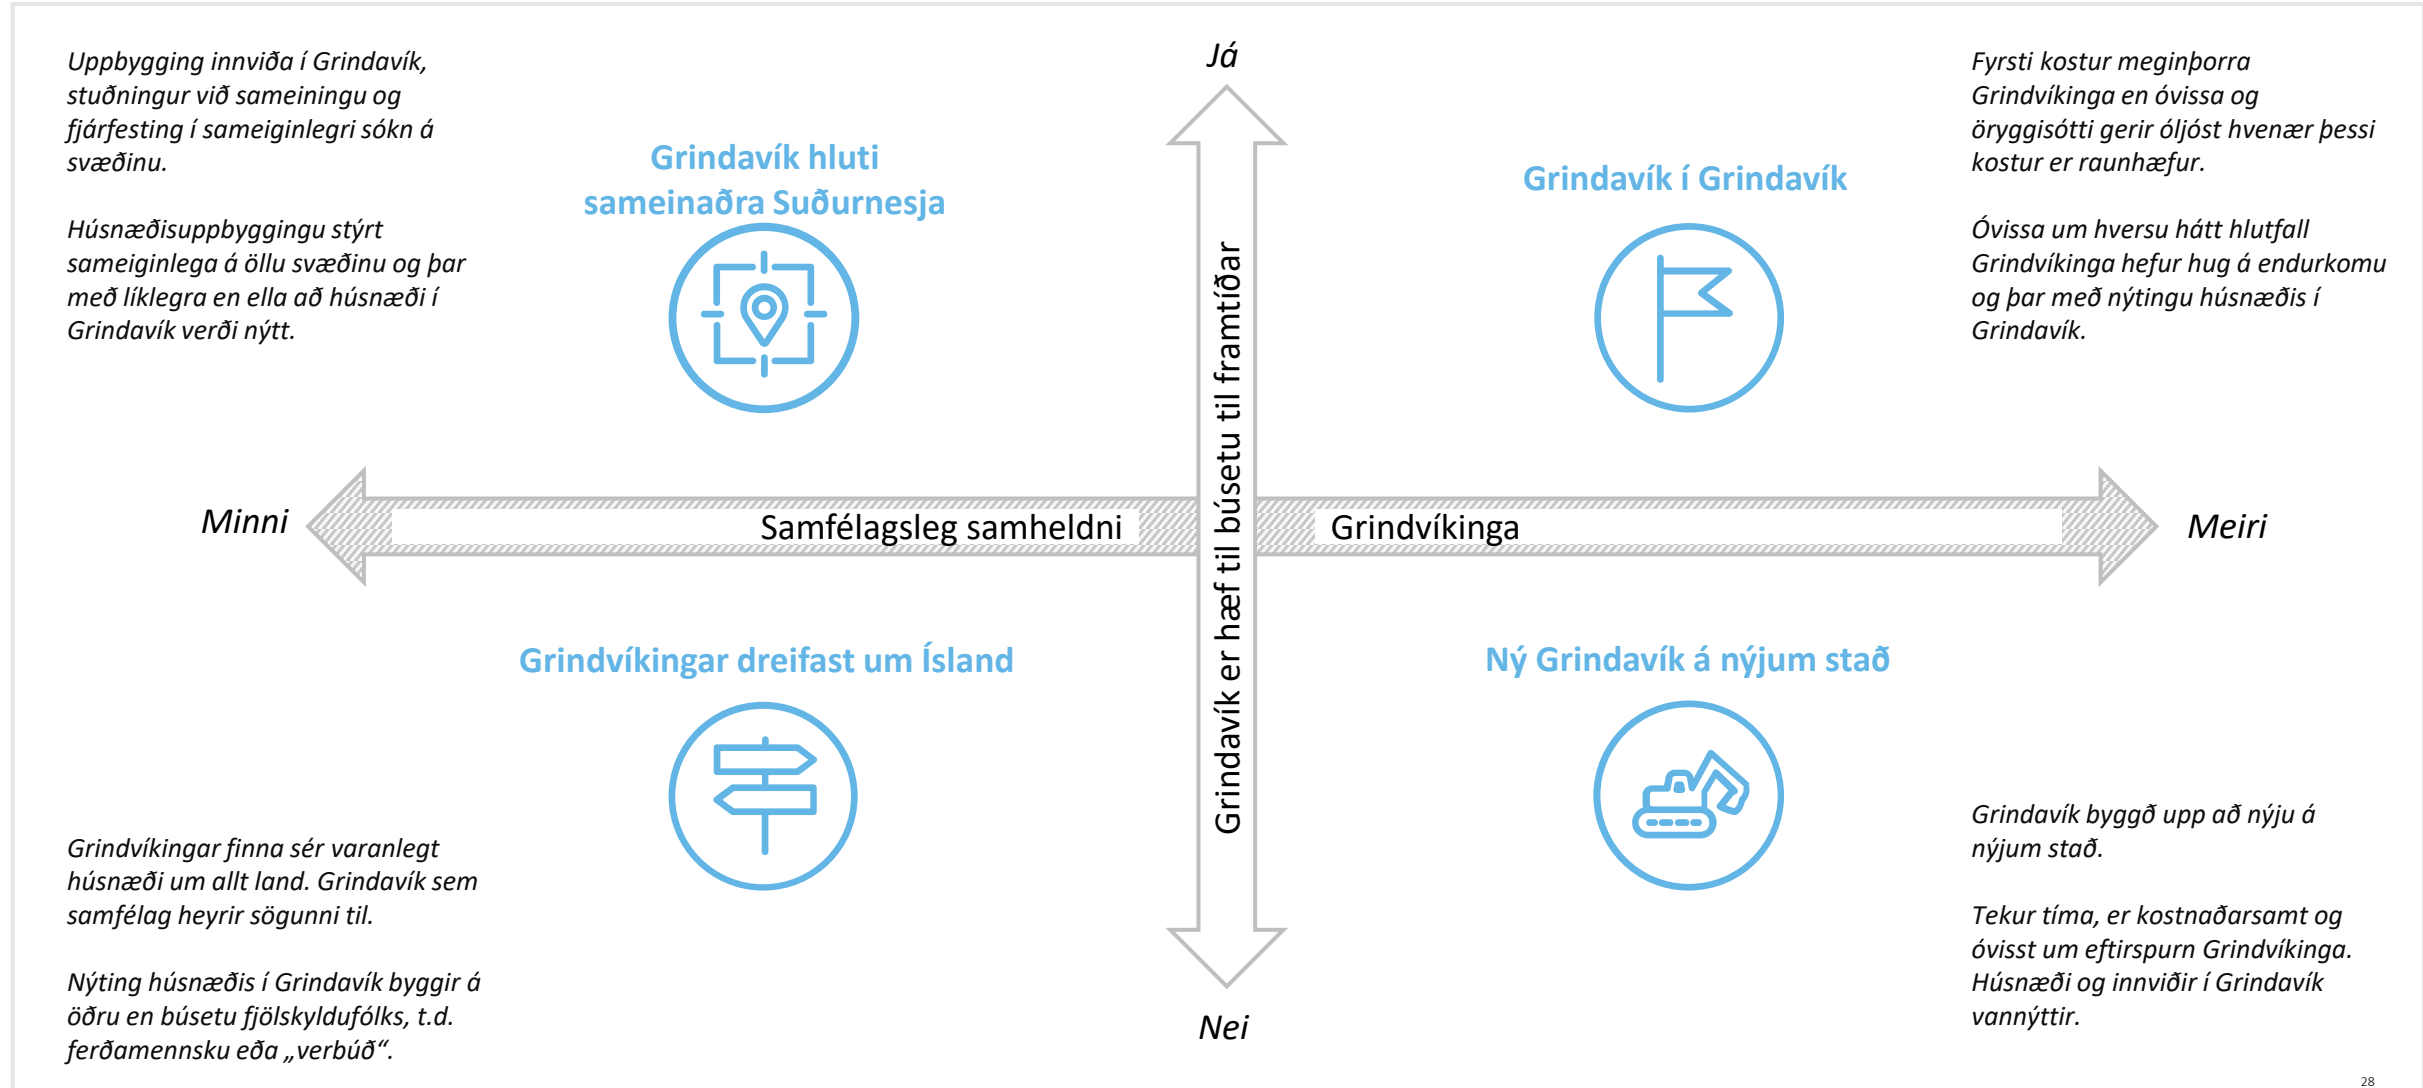 Uppbygging innviða í Grindavík,
stuðningur við sameiningu og
fjárfesting í sameiginlegri sókn á
svæðinu.
Húsnæðisuppbyggingu stýrt
sameiginlega á öllu svæðinu og þar
með líklegra en ella að húsnæði í
Grindavík verði nýtt.
Grindavík hluti
sameinaðra Suðurnesja
Já
Grindavík í Grindavík
Fyrsti kostur meginþorra
Grindvíkinga en óvissa og
öryggisótti gerir óljóst hvenær þessi
kostur er raunhæfur.
Óvissa um hversu hátt hlutfall
Grindvíkinga hefur hug á endurkomu
og þar með nýtingu húsnæðis í
Grindavík.
Minni
Samfélagsleg samheldni
Grindavík er hæf til búsetu til framtíðar
Grindvíkinga
Meiri
Grindvíkingar dreifast um Ísland
Grindvíkingar finna sér varanlegt
húsnæði um allt land. Grindavík sem
samfélag heyrir sögunni til.
Nýting húsnæðis í Grindavík byggir á
öðru en búsetu fjölskyldufólks, t.d.
ferðamennsku eða „verbúð“.
Nei
Ný Grindavík á nýjum stað
Grindavík byggð upp að nýju á
nýjum stað.
Tekur tíma, er kostnaðarsamt og
óvisst um eftirspurn Grindvíkinga.
Húsnæði og innviðir í Grindavík
vannýttir.
28